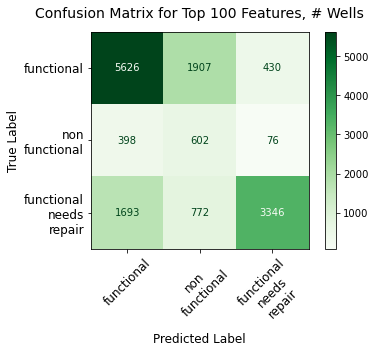 Confusion Matrix for Top 100 Features, # Wells
functional
5626 1907 430
5000
4000
True Label
non
functional
398 602 76
3000
2000
functional
needs
repair
1693 772 3346
1000
functional
non
functional
functional
needs
repair
Predicted Label